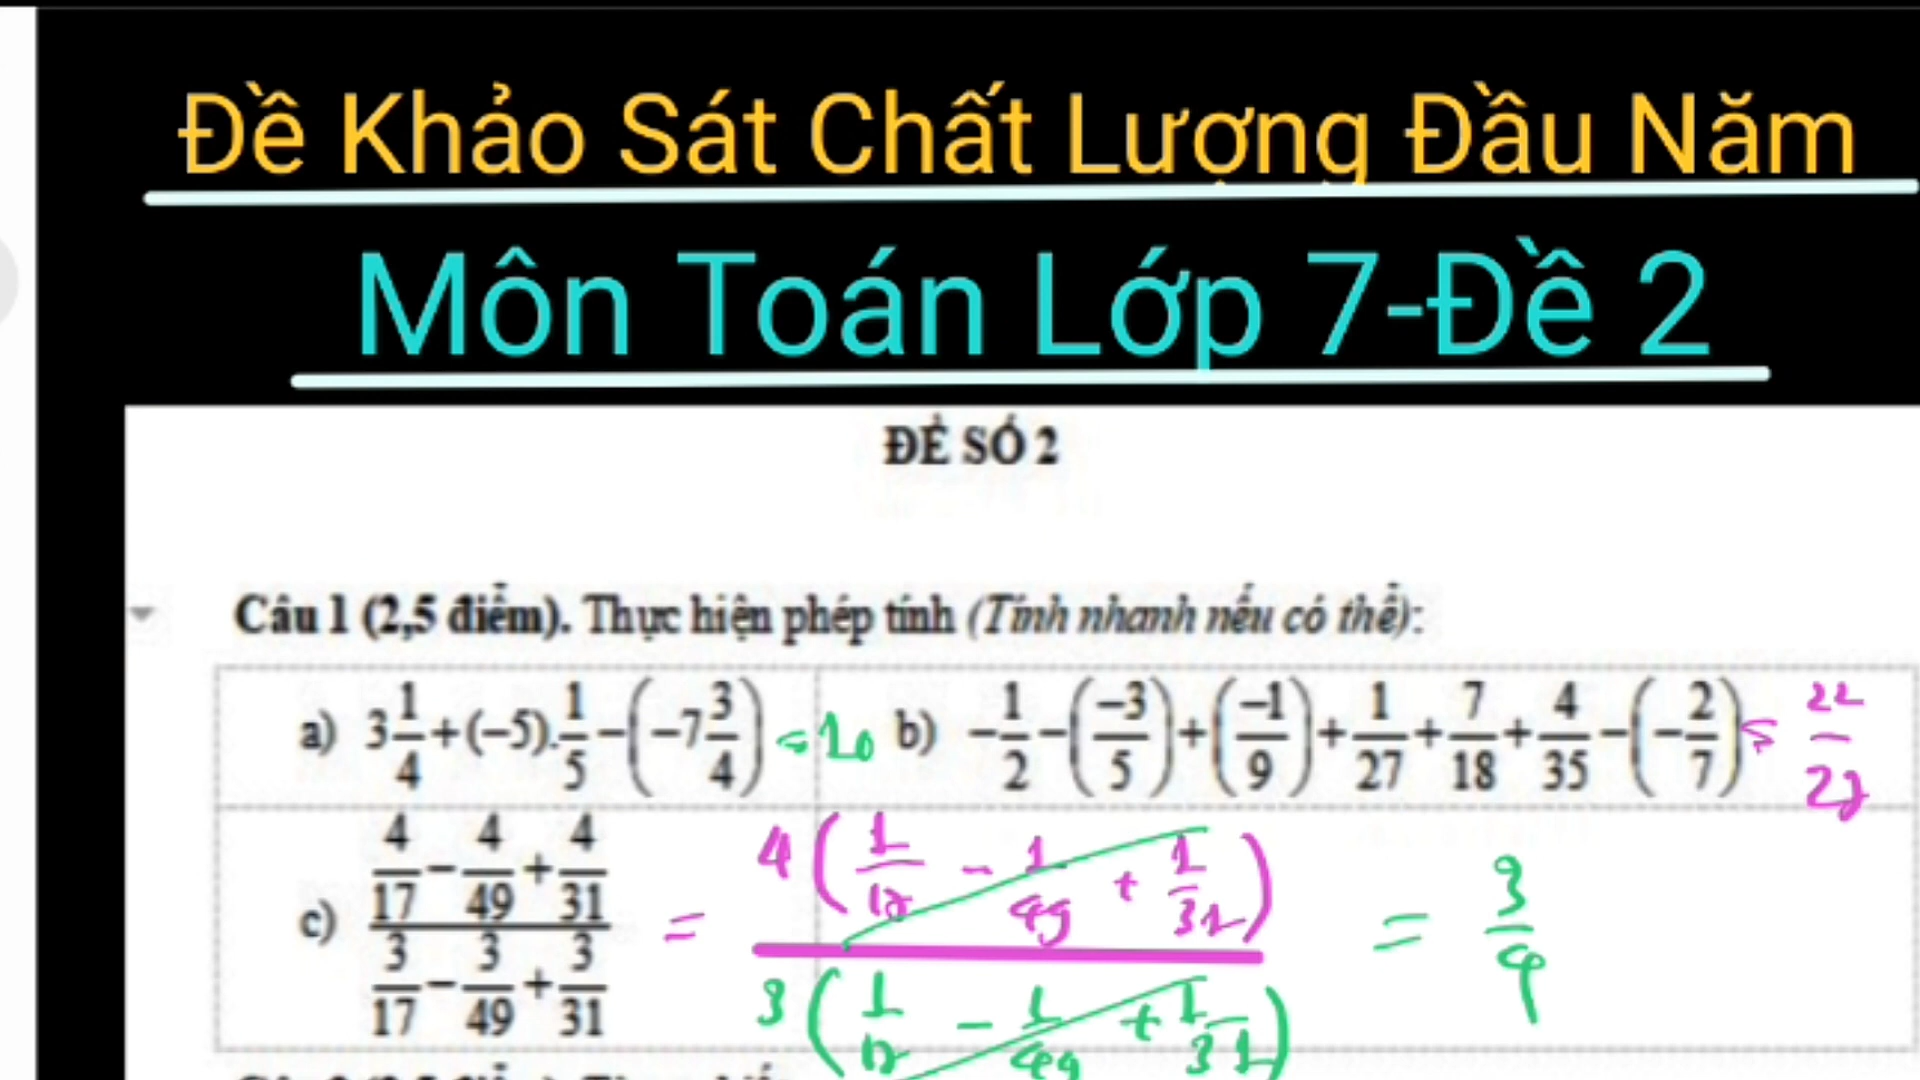 Đề Khảo Sát Chất Lượng Đầu Năm
Môn Toán Lớp 7-Đề 2
ĐỀ SỐ 2
Câu 1 (2,5 điểm). Thực hiện phép tính (Tính nhanh nếu có thể):
a) 3 1/4 + (−5). 1/5 − (−7 3/4) = 10
b) −1/2 − (−3/5) + (−1/9) + 1/27 + 7/18 + 4/35 − (−2/7) = 22/27
c) (4/17 − 4/49 + 4/31)/(3/17 − 3/49 + 3/31) = 4(1/17 − 1/49 + 1/31)/3(1/17 − 1/49 + 1/31) = 3/4